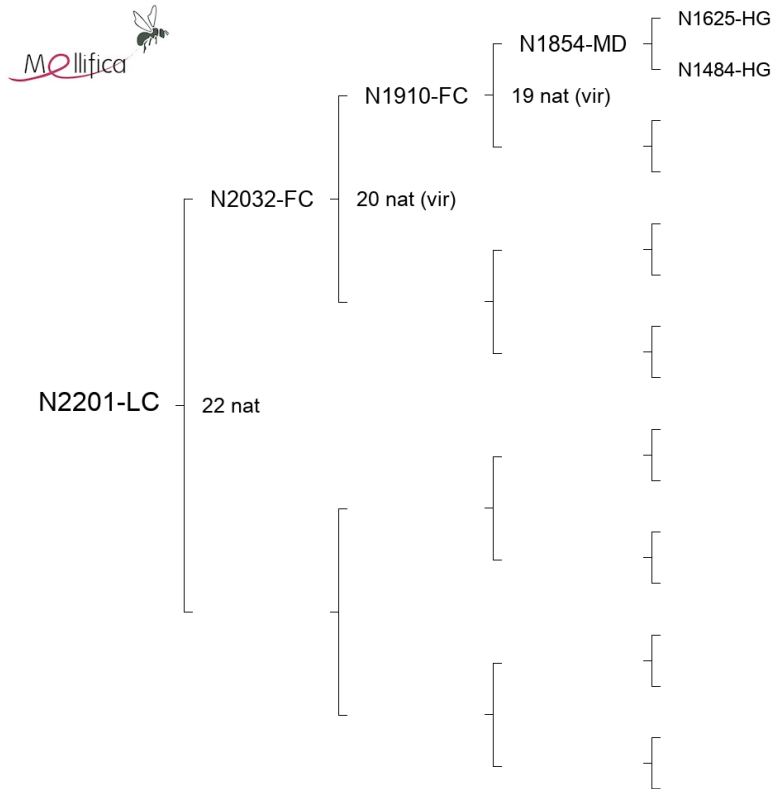 Mellifica
N1625-HG
N1854-MD
N1484-HG
N1910-FC
19 nat (vir)
N2032-FC
20 nat (vir)
N2201-LC
22 nat